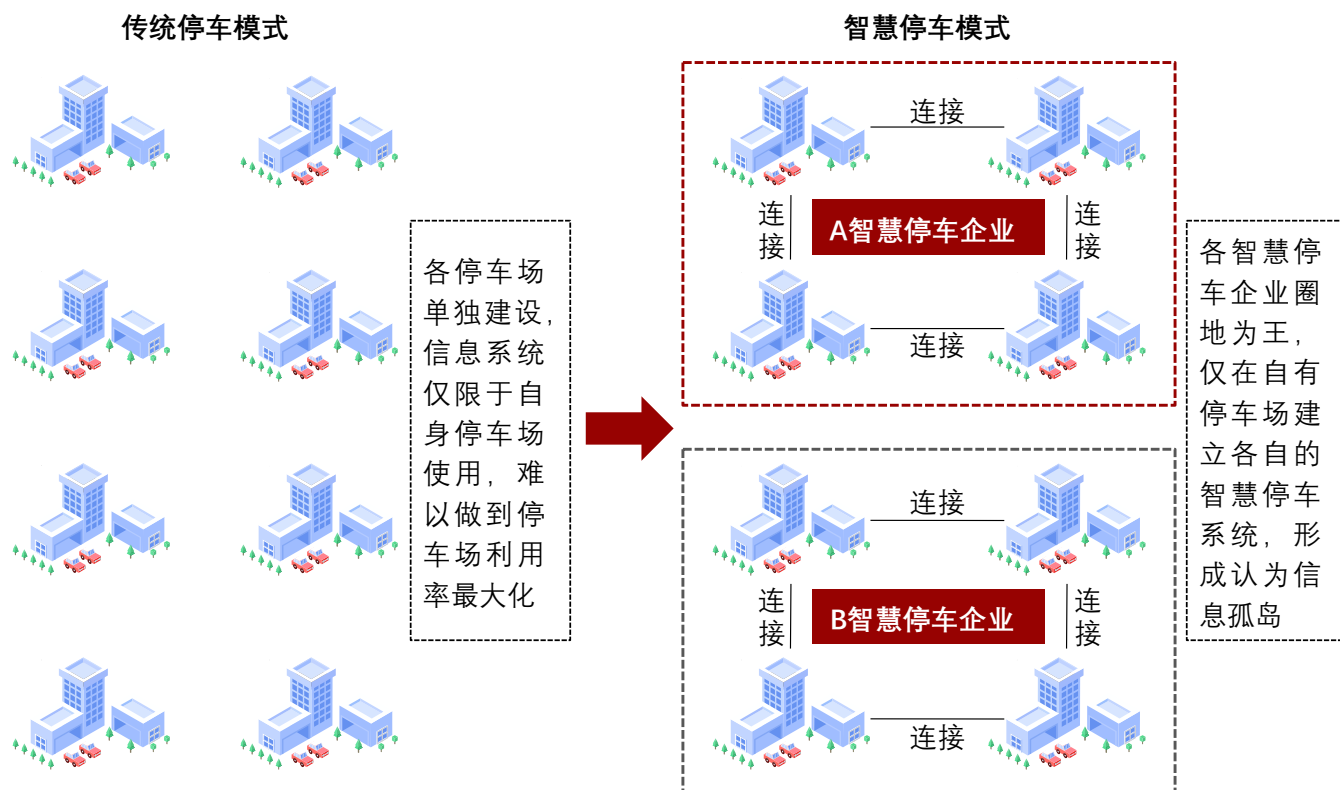 传统停车模式
各停车场
单独建设，
信息系统
仅限于自
身停车场
使用，难
以做到停
车场利用
率最大化
智慧停车模式
连接
连接
A智慧停车企业
连接
连接
连接
连接
B智慧停车企业
连接
连接
各智慧停
车企业圈
地为王，
仅在自有
停车场建
立各自的
智慧停车
系统，形
成认为信
息孤岛